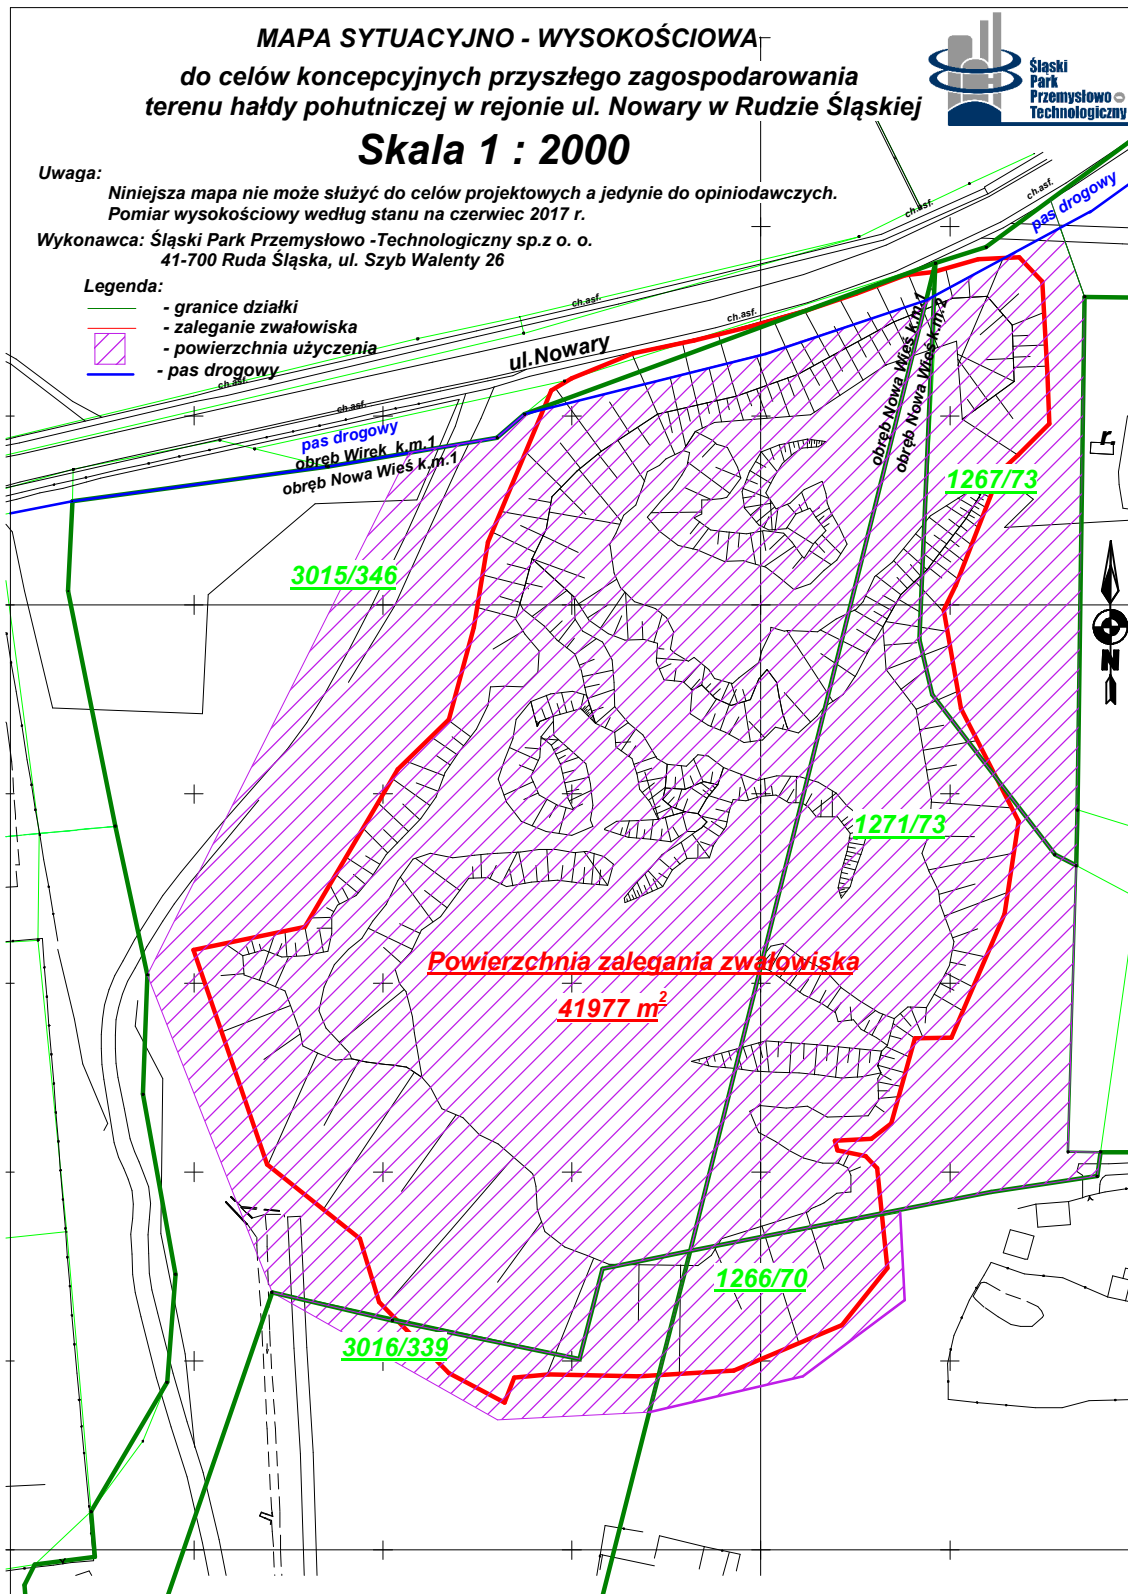 MAPA SYTUACYJNO - WYSOKOŚCIOWA
do celów koncepcyjnych przyszłego zagospodarowania
terenu hałdy pohutniczej w rejonie ul. Nowary w Rudzie Śląskiej
Skala 1 : 2000
Śląski
Park
Przemysłowo
Technologiczny
Uwaga:
Niniejsza mapa nie może służyć do celów projektowych a jedynie do opiniodawczych.
Pomiar wysokościowy według stanu na czerwiec 2017 r.
Wykonawca: Śląski Park Przemysłowo -Technologiczny sp.z o. o.
41-700 Ruda Śląska, ul. Szyb Walenty 26
Legenda:
- granice działki
- zaleganie zwałowiska
- powierzchnia użyczenia
- pas drogowy
ch.asf.
ch.asf.
pas drogowy
ch.asf.
ch.asf.
ul.Nowary
ch.asf.
ch.asf.
pas drogowy
obręb Wirek k.m.1
obręb Nowa Wieś k.m.1
obręb Nowa Wieś k.m.1
obręb Nowa Wieś k.m.2
r.
1267/73
3015/346
N
1271/73
Powierzchnia zalegania zwałowiska
41977 m²
1266/70
3016/339